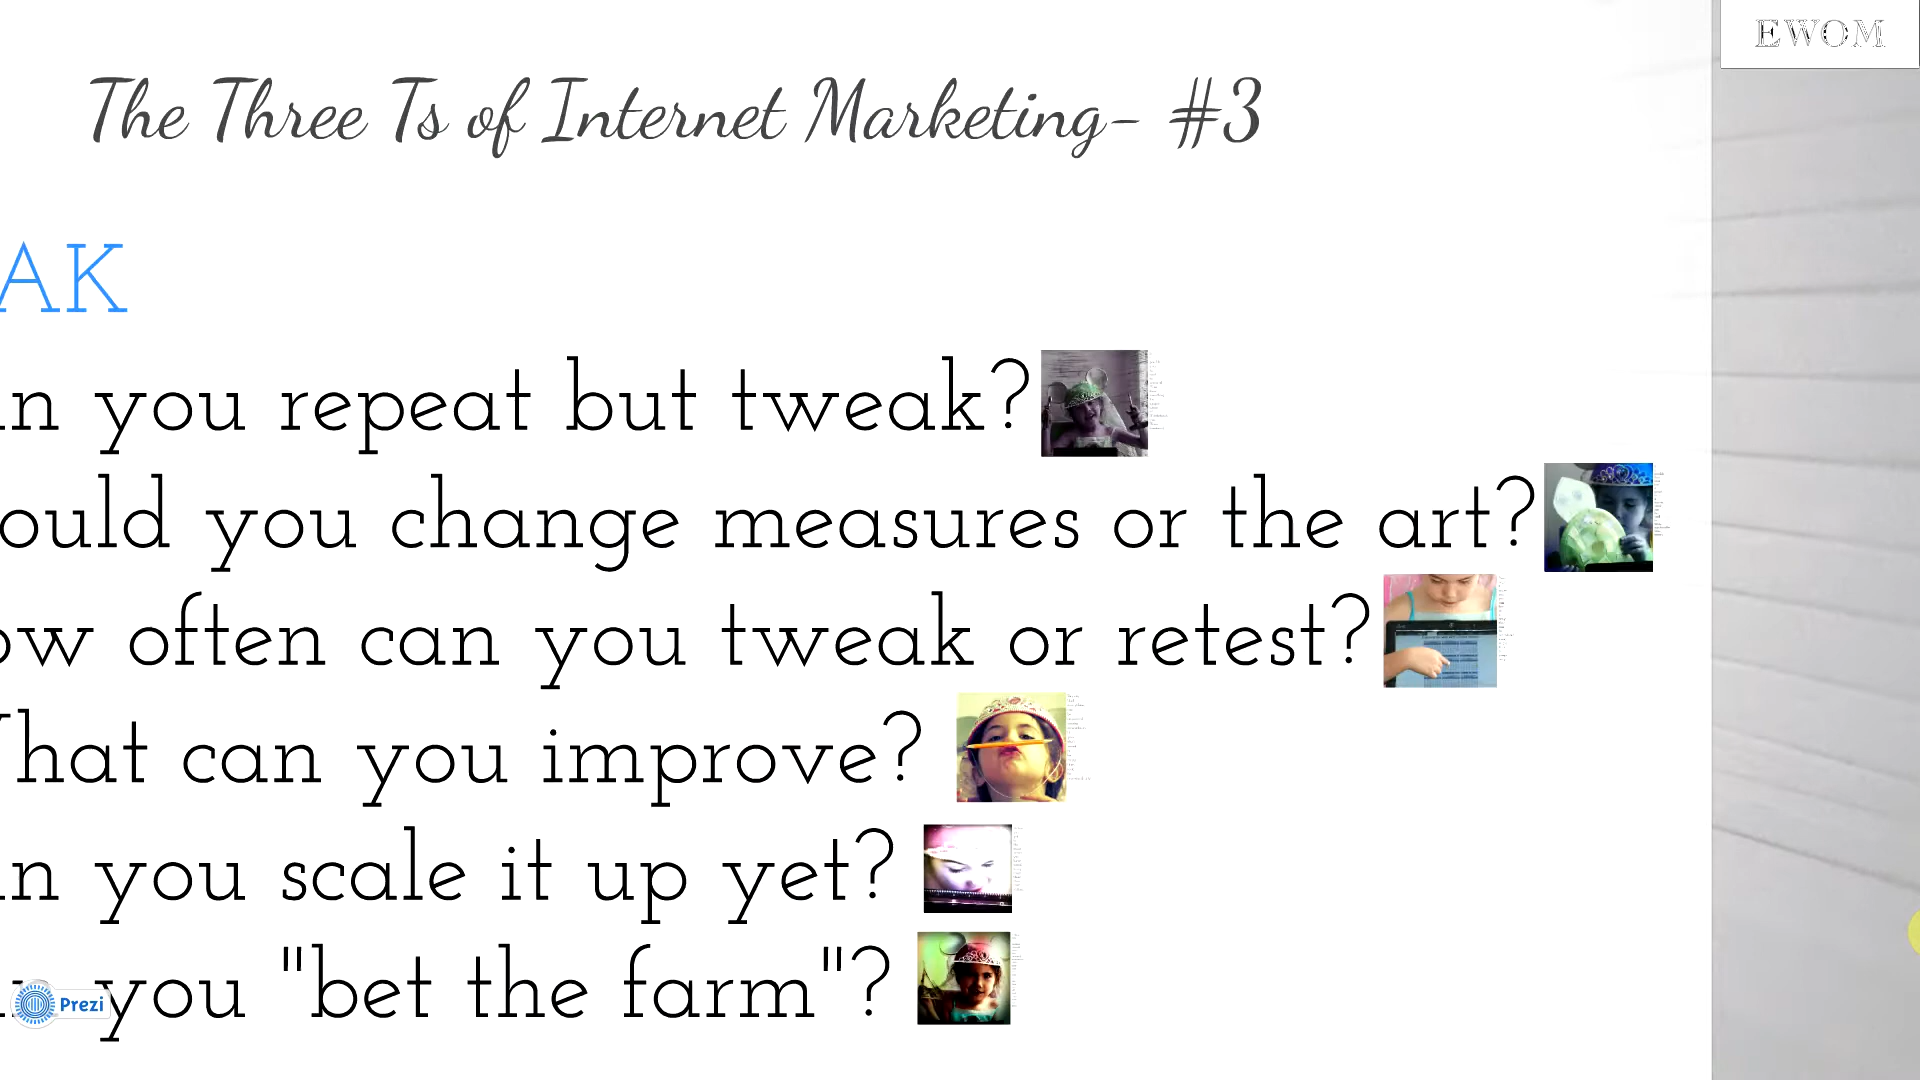 EWOM
The Three Ts of Internet Marketing- #3
AK
n you repeat but tweak?
ould you change measures or the art?
ow often can you tweak or retest?
hat can you improve?
n you scale it up yet?
you "bet the farm"?
Prezi